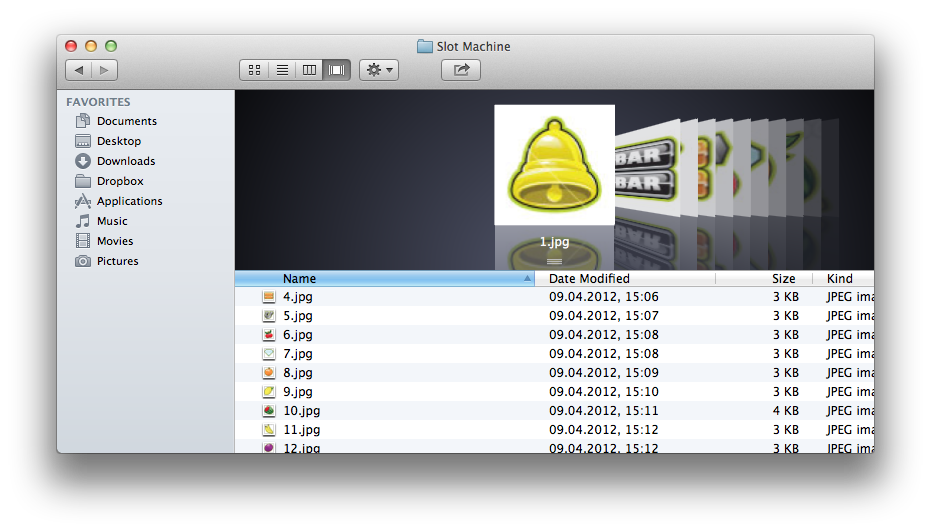 Slot Machine
FAVORITES
Documents
Desktop
Downloads
Dropbox
Applications
Music
Movies
Pictures
BAR
BAR
1.jpg
Name Date Modified Size Kind
4.jpg 09.04.2012, 15:06 3 KB JPEG ima
5.jpg 09.04.2012, 15:07 3 KB JPEG ima
6.jpg 09.04.2012, 15:08 3 KB JPEG ima
7.jpg 09.04.2012, 15:08 3 KB JPEG ima
8.jpg 09.04.2012, 15:09 3 KB JPEG ima
9.jpg 09.04.2012, 15:10 3 KB JPEG ima
10.jpg 09.04.2012, 15:11 4 KB JPEG ima
11.jpg 09.04.2012, 15:12 3 KB JPEG ima
12.jpg 09.04.2012, 15:12 3 KB JPEG ima